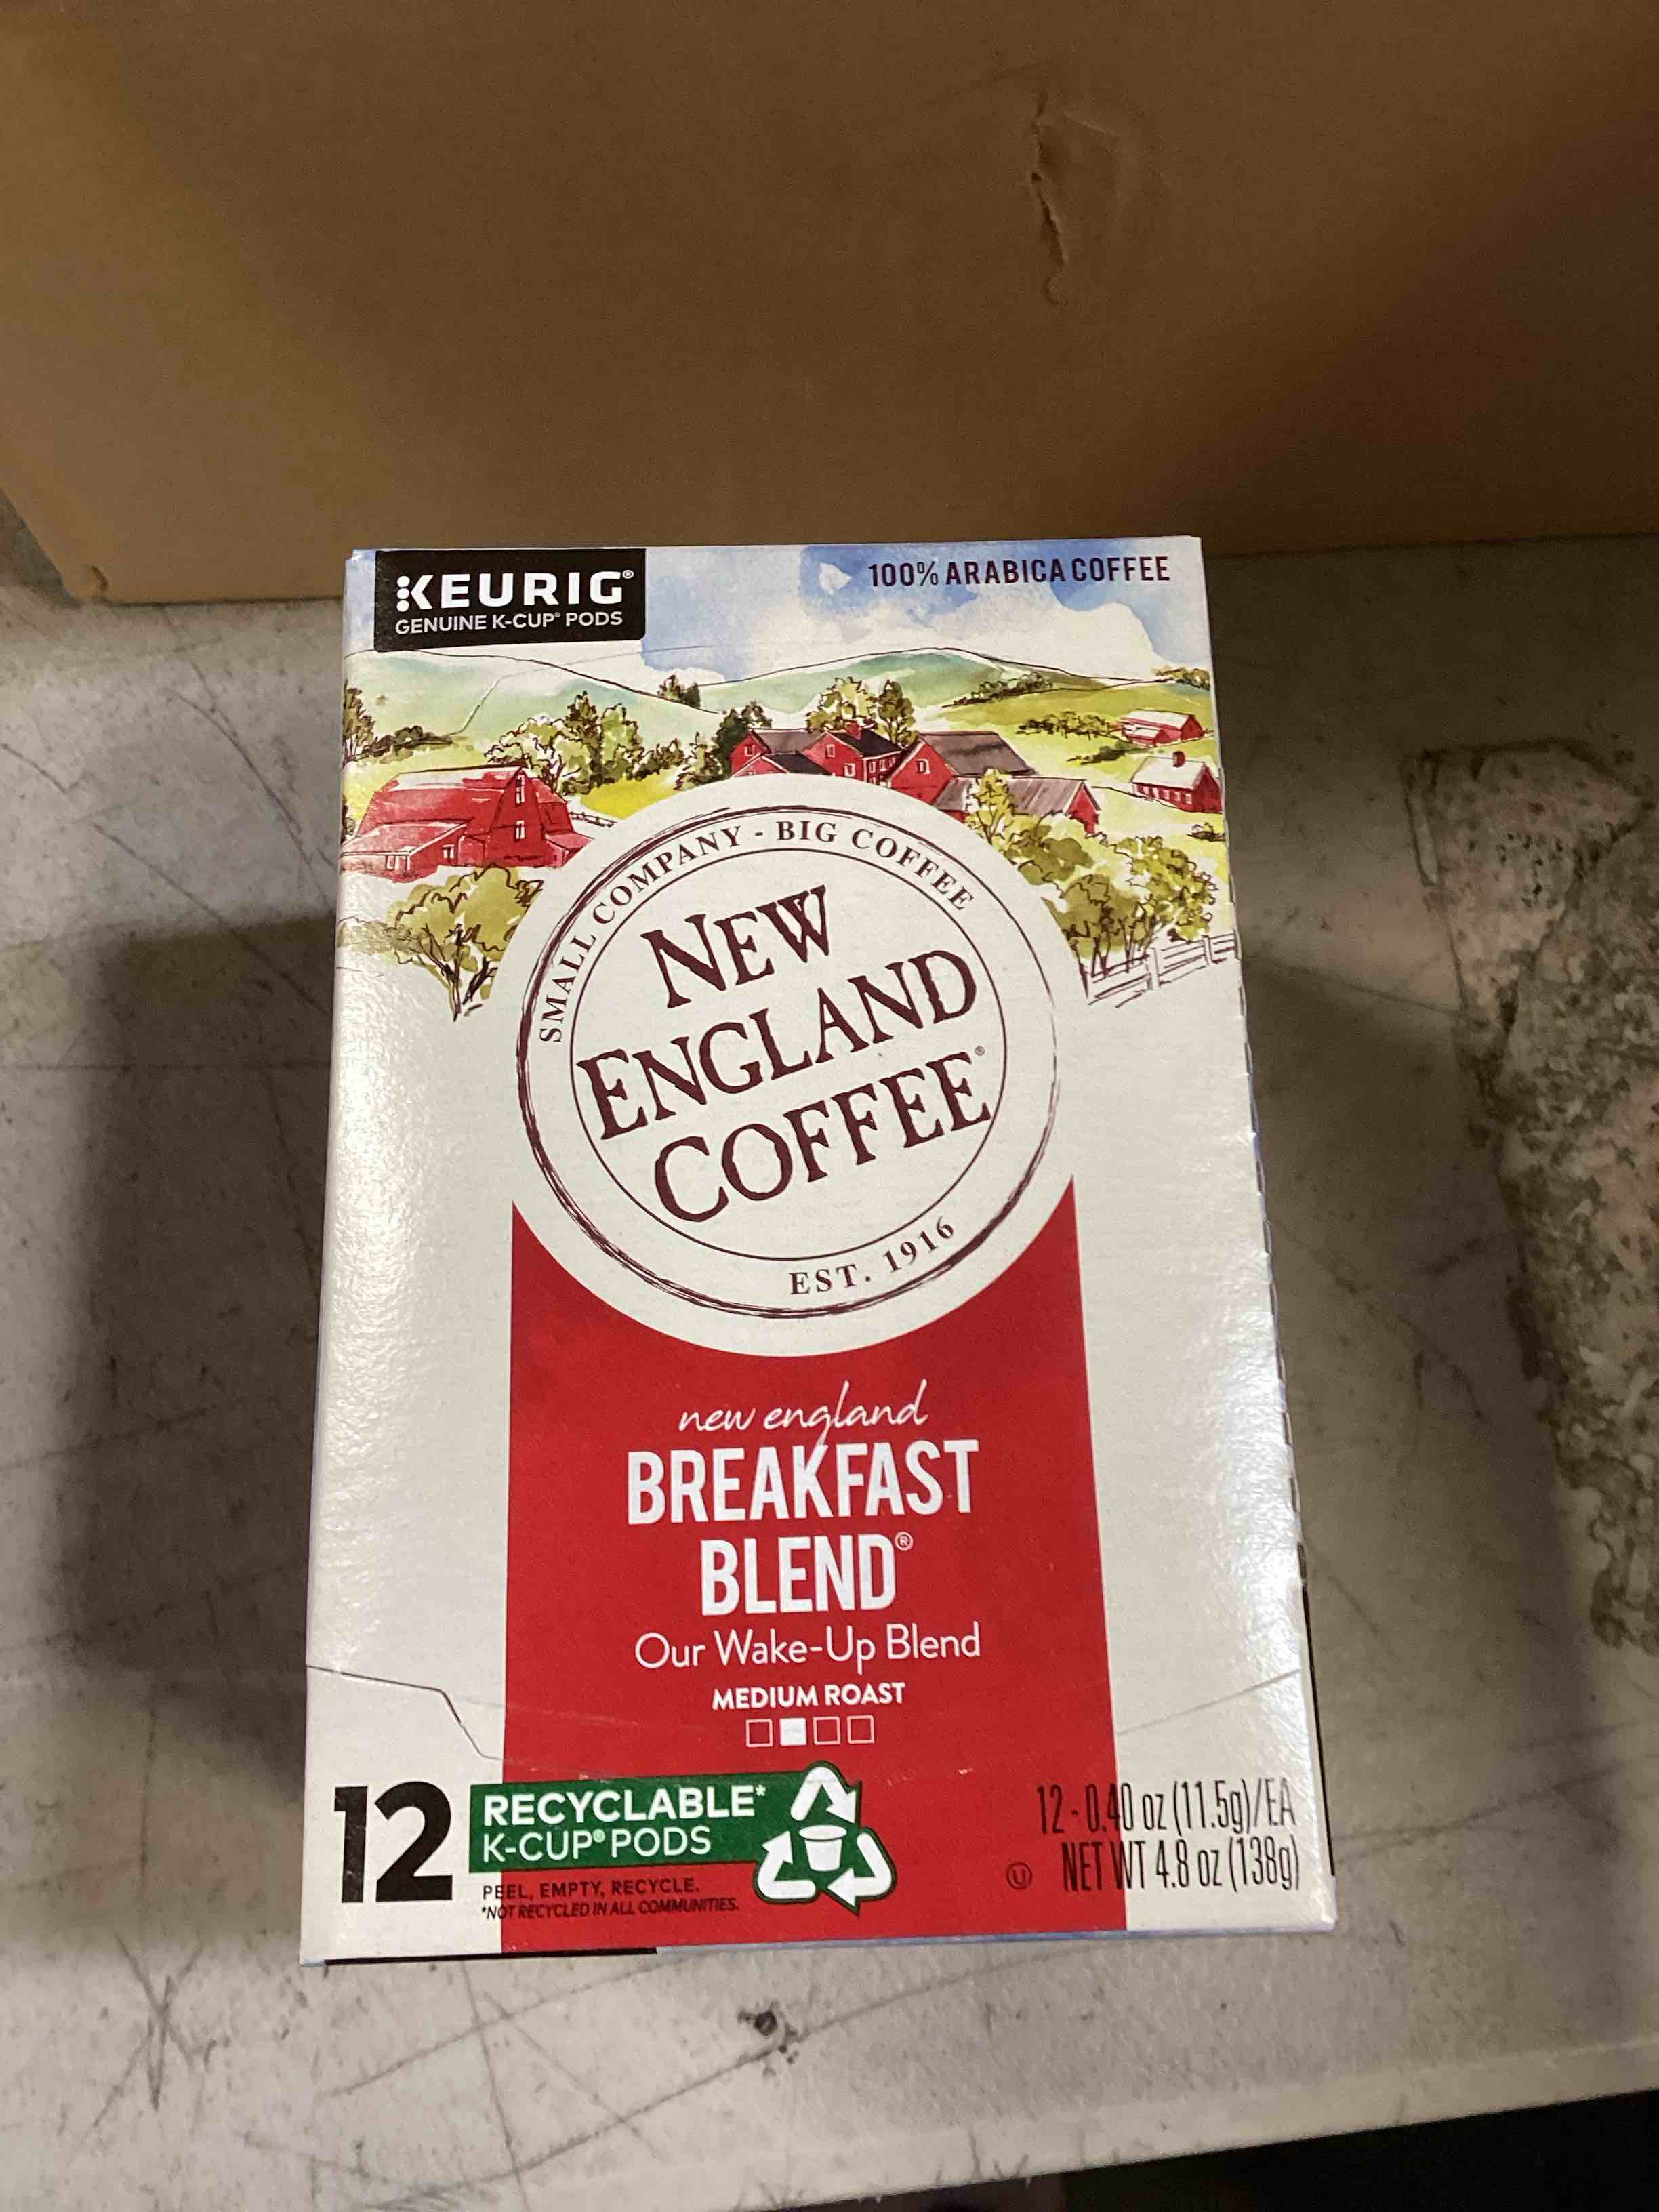 KEURIG®
GENUINE K-CUP® PODS
100% ARABICA COFFEE
SMALL COMPANY - BIG COFFEE
NEW
ENGLAND
COFFEE®
EST. 1916
new england
BREAKFAST
BLEND®
Our Wake-Up Blend
MEDIUM ROAST
12
RECYCLABLE*
K-CUP® PODS
PEEL, EMPTY, RECYCLE.
*NOT RECYCLED IN ALL COMMUNITIES.
12 - 0.40 oz (11.5g)/EA
U NET WT 4.8 oz (138g)